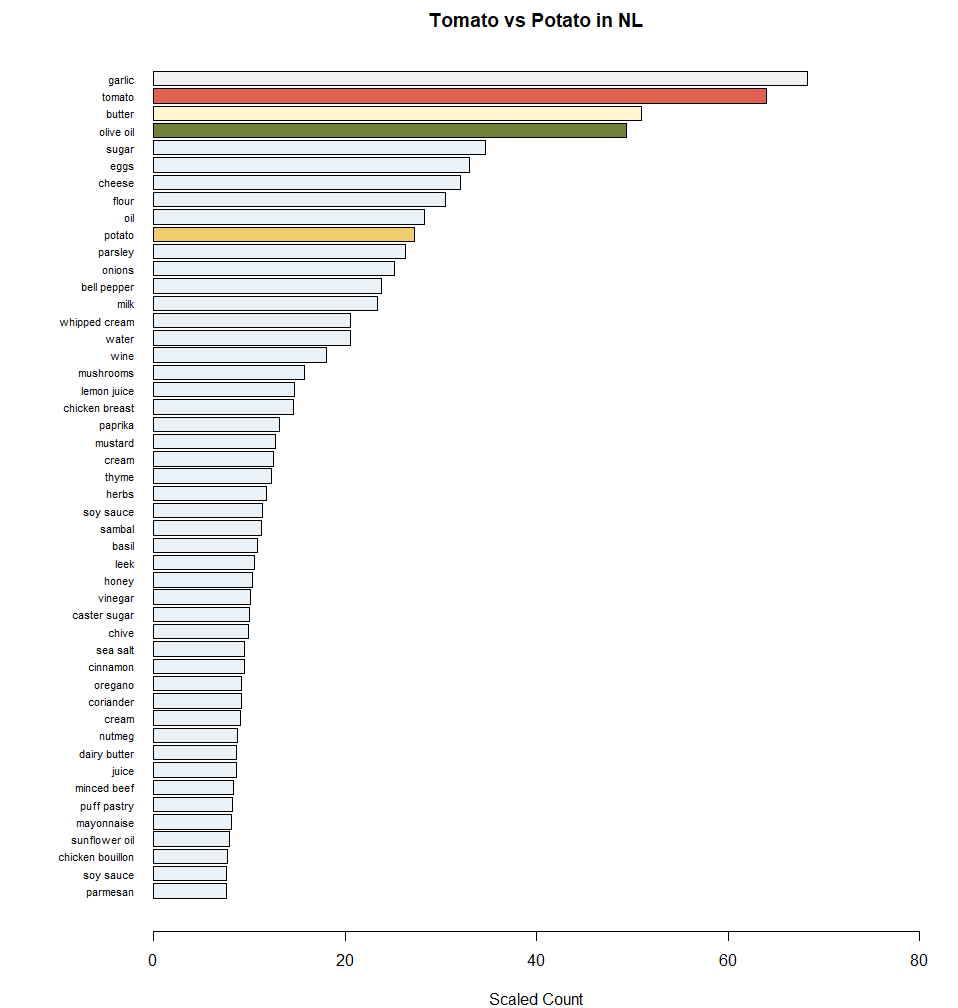 Tomato vs Potato in NL
garlic
tomato
butter
olive oil
sugar
eggs
cheese
flour
oil
potato
parsley
onions
bell pepper
milk
whipped cream
water
wine
mushrooms
lemon juice
chicken breast
paprika
mustard
cream
thyme
herbs
soy sauce
sambal
basil
leek
honey
vinegar
caster sugar
chive
sea salt
cinnamon
oregano
coriander
cream
nutmeg
dairy butter
juice
minced beef
puff pastry
mayonnaise
sunflower oil
chicken bouillon
soy sauce
parmesan
0 20 40 60 80
Scaled Count